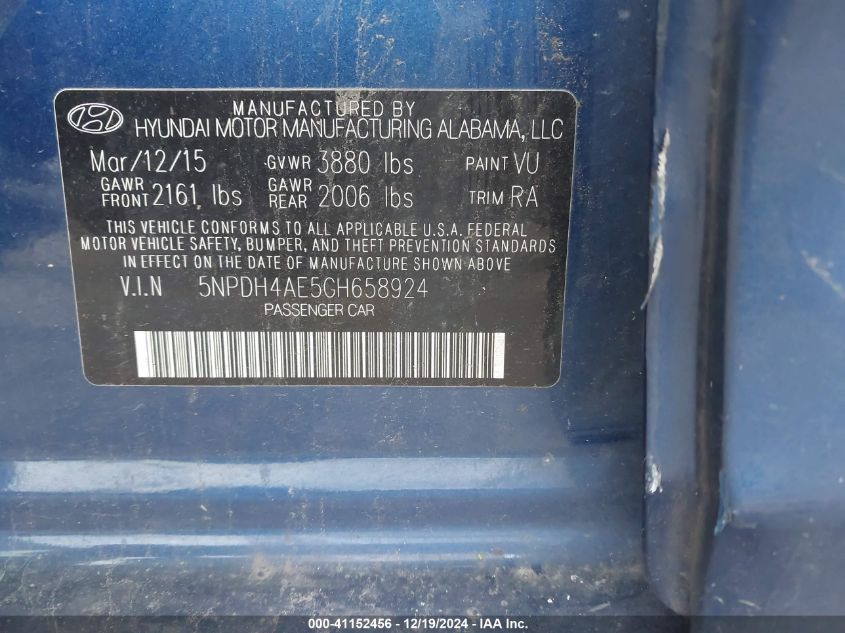 MANUFACTURED BY
HYUNDAI MOTOR MANUFACTURING ALABAMA, LLC
Mar/12/15 GVWR 3880 lbs PAINT VU
GAWR FRONT 2161 lbs GAWR REAR 2006 lbs TRIM RA
THIS VEHICLE CONFORMS TO ALL APPLICABLE U.S.A. FEDERAL
MOTOR VEHICLE SAFETY, BUMPER, AND THEFT PREVENTION STANDARDS
IN EFFECT ON THE DATE OF MANUFACTURE SHOWN ABOVE
V.I.N 5NPDH4AE5GH658924
PASSENGER CAR
000-41152456 - 12/19/2024 - IAA Inc.